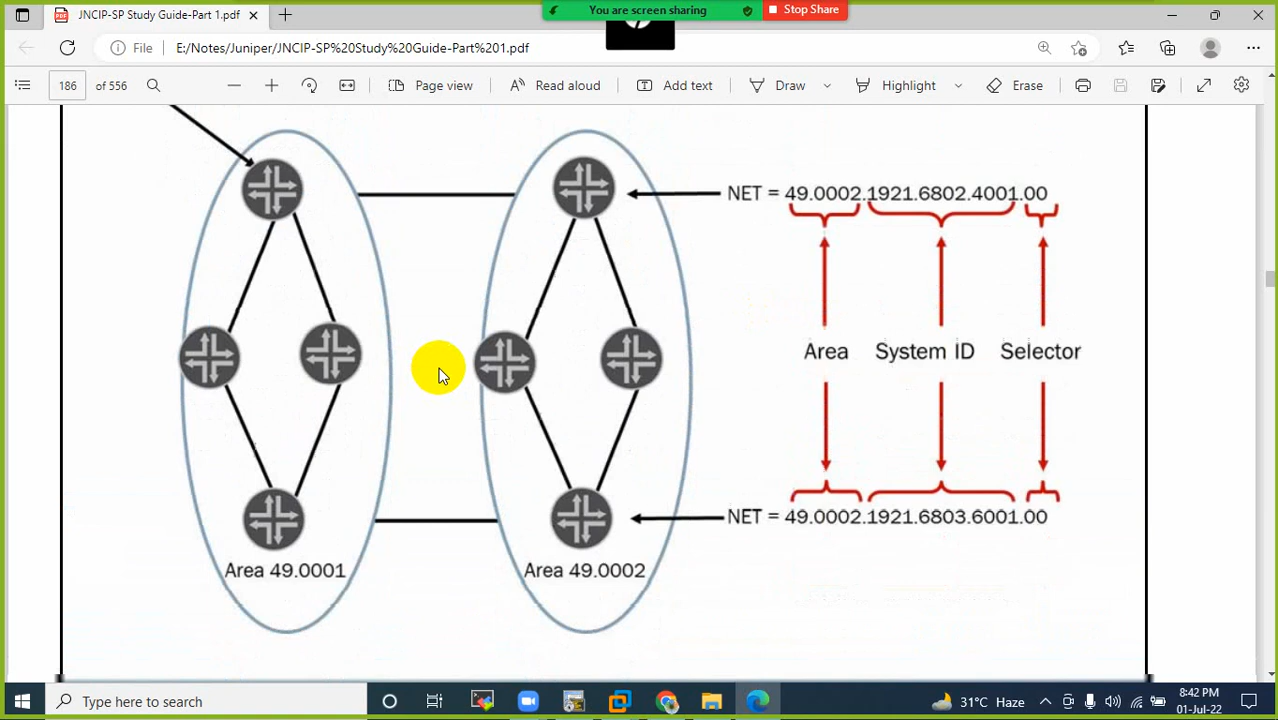 JNCIP-SP Study Guide-Part 1.pdf
You are screen sharing
Stop Share
File
E:/Notes/Juniper/JNCIP-SP%20Study%20Guide-Part%201.pdf
186 of 556
Page view
Read aloud
Add text
Draw
Highlight
Erase
NET = 49.0002.1921.6802.4001.00
Area System ID Selector
NET = 49.0002.1921.6803.6001.00
Area 49.0001
Area 49.0002
Type here to search
31°C Haze
8:42 PM
01-Jul-22